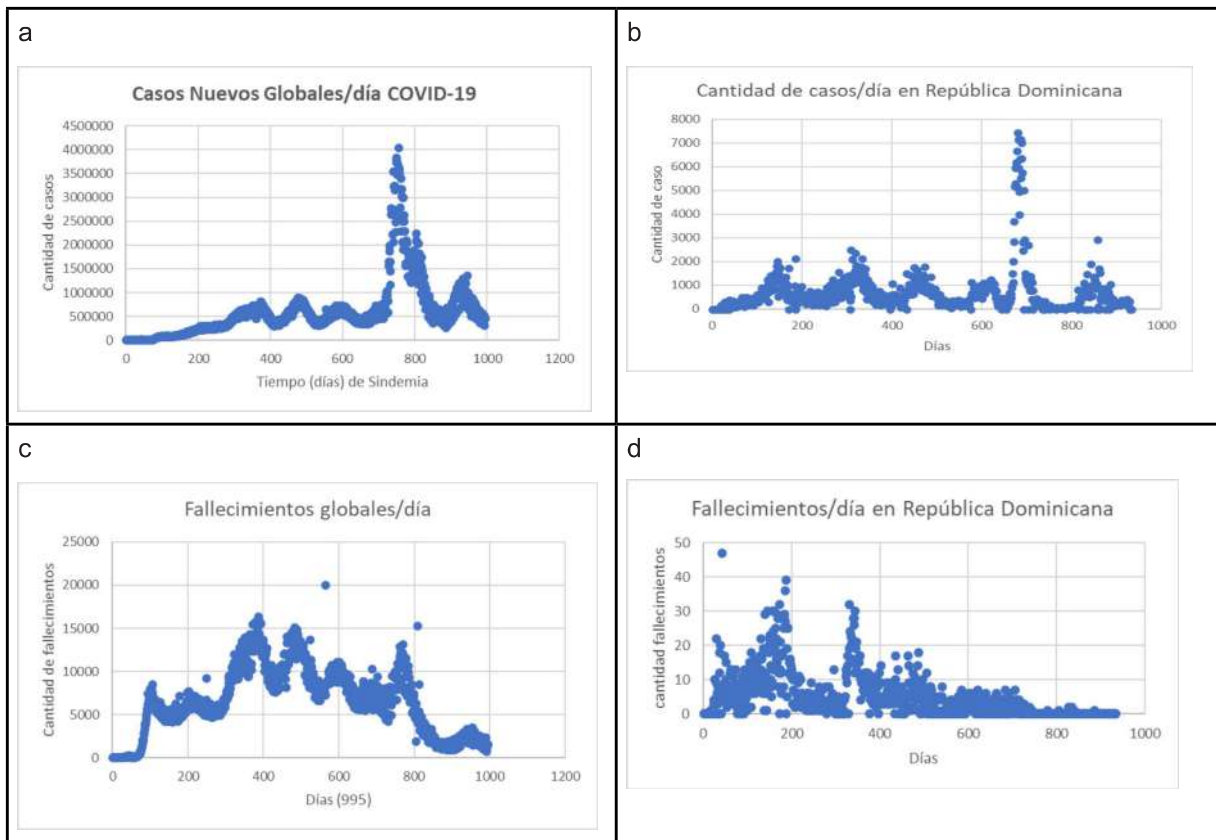 a
Casos Nuevos Globales/día COVID-19
4500000
4000000
3500000
3000000
2500000
2000000
1500000
1000000
500000
0
Cantidad de casos
0 200 400 600 800 1000 1200
Tiempo (días) de Sindemia
b
Cantidad de casos/día en República Dominicana
8000
7000
6000
5000
4000
3000
2000
1000
0
Cantidad de caso
0 200 400 600 800 1000
Días
c
Fallecimientos globales/día
25000
20000
15000
10000
5000
0
Cantidad de fallecimientos
0 200 400 600 800 1000 1200
Días (995)
d
Fallecimientos/día en República Dominicana
50
40
30
20
10
0
cantidad fallecimientos
0 200 400 600 800 1000
Días